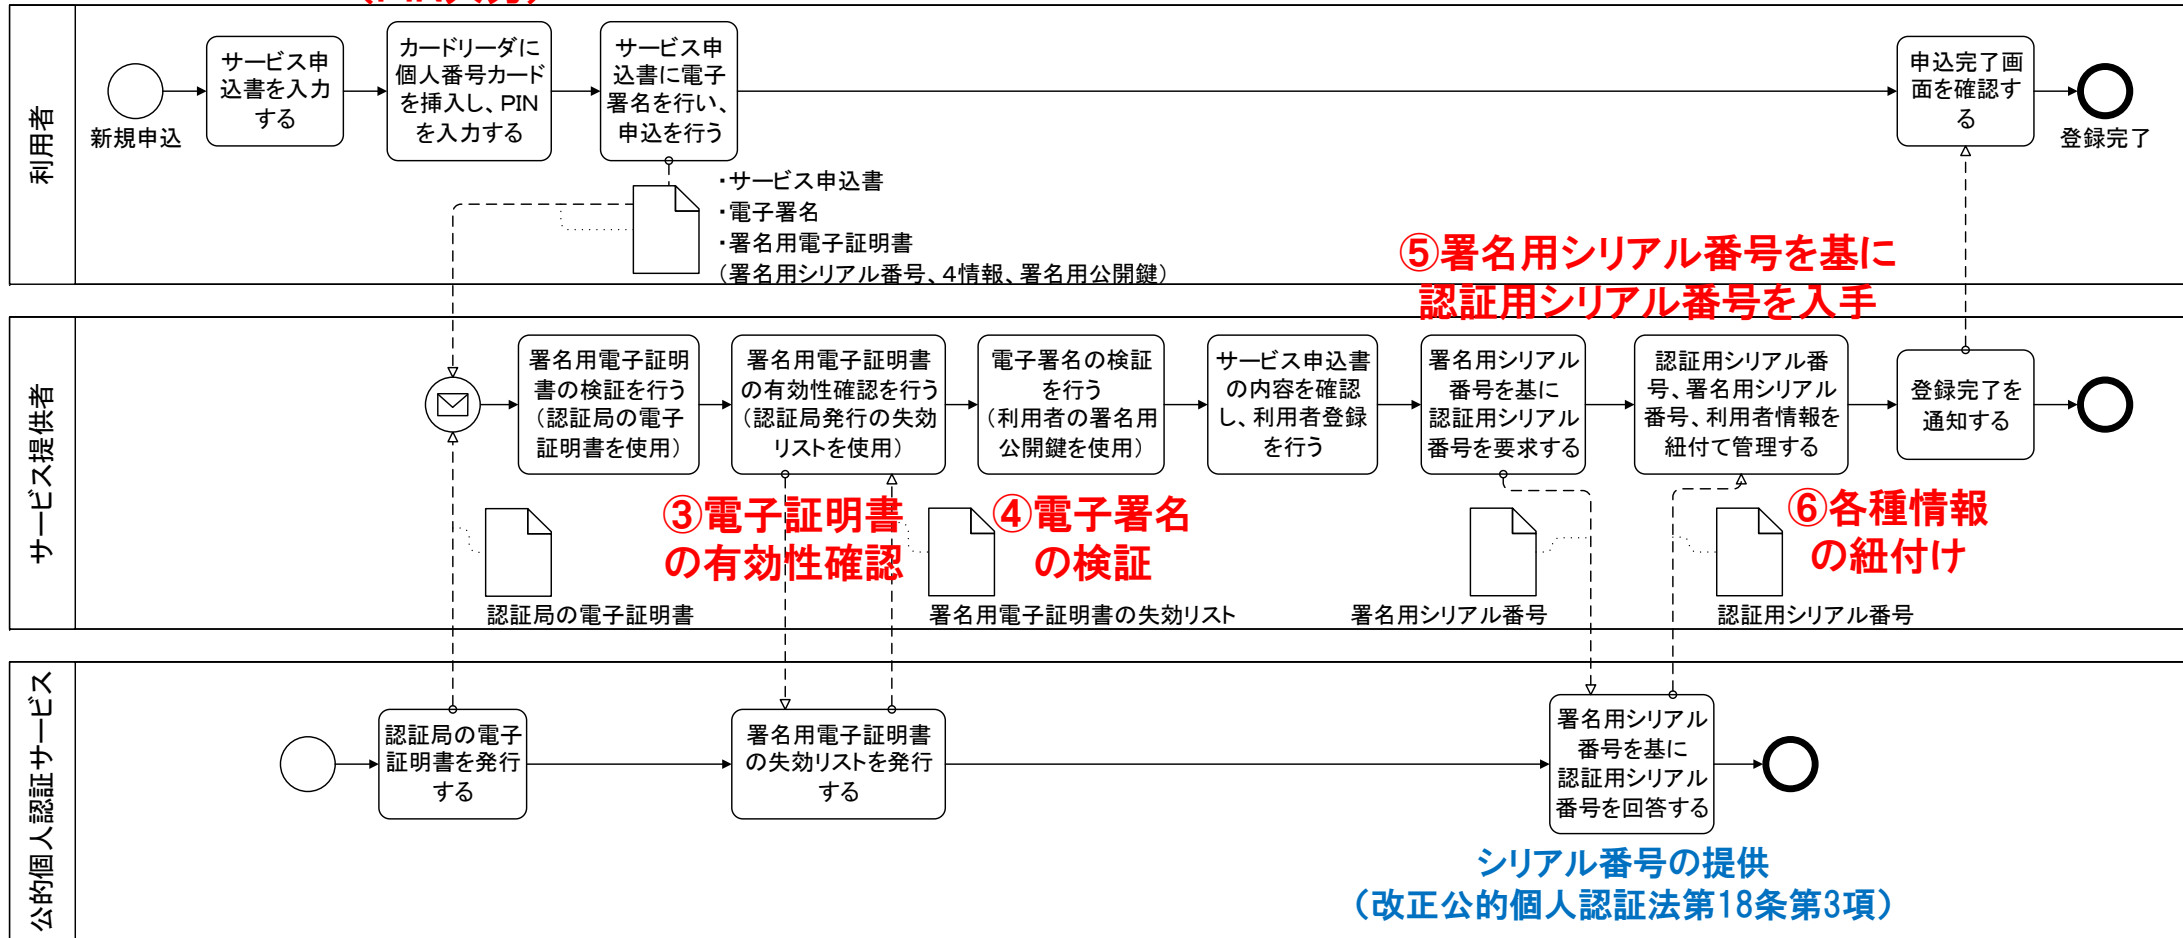 利用者
新規申込
サービス申
込書を入力
する
カードリーダに
個人番号カード
を挿入し、PIN
を入力する
サービス申
込書に電子
署名を行い、
申込を行う
申込完了画
面を確認す
る
登録完了
・サービス申込書
・電子署名
・署名用電子証明書
（署名用シリアル番号、4情報、署名用公開鍵）
⑤署名用シリアル番号を基に
認証用シリアル番号を入手
サービス提供者
署名用電子証明
書の検証を行う
（認証局の電子
証明書を使用）
署名用電子証明書
の有効性確認を行う
（認証局発行の失効
リストを使用）
電子署名の検証
を行う
（利用者の署名用
公開鍵を使用）
サービス申込書
の内容を確認
し、利用者登録
を行う
署名用シリアル
番号を基に
認証用シリアル
番号を要求する
認証用シリアル番
号、署名用シリアル
番号、利用者情報を
紐付て管理する
登録完了を
通知する
③電子証明書
の有効性確認
④電子署名
の検証
⑥各種情報
の紐付け
認証局の電子証明書
署名用電子証明書の失効リスト
署名用シリアル番号
認証用シリアル番号
公的個人認証サービス
認証局の電子
証明書を発行
する
署名用電子証明書
の失効リストを発行
する
署名用シリアル
番号を基に
認証用シリアル
番号を回答する
シリアル番号の提供
（改正公的個人認証法第18条第3項）